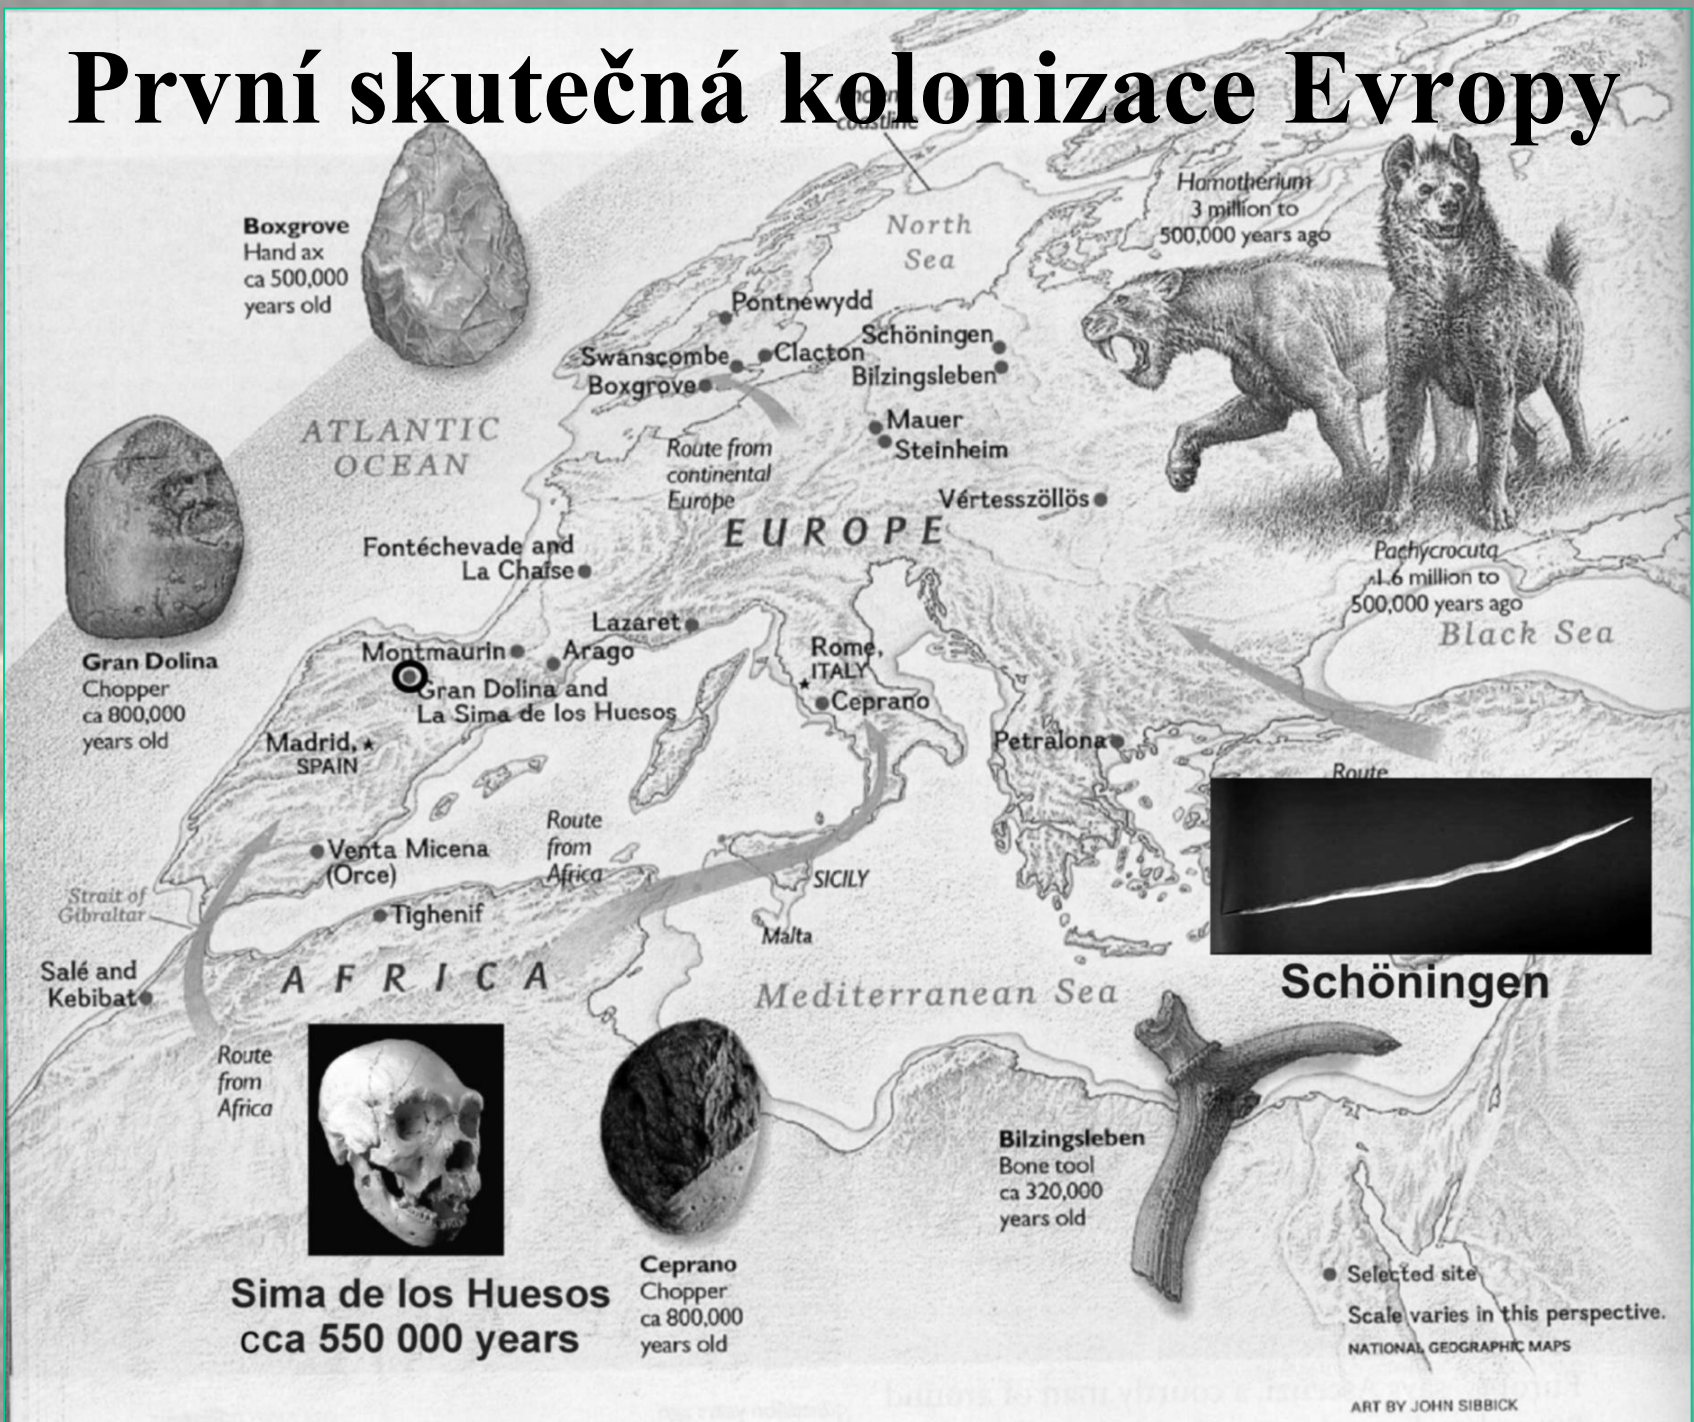 První skutečná kolonizace Evropy
Ancient
coastline
Homotherium
3 million to
500,000 years ago
Boxgrove
Hand ax
ca 500,000
years old
North
Sea
Pontnewydd
Schöningen
Swanscombe
Clacton
Boxgrove
Bilzingsleben
ATLANTIC
OCEAN
Mauer
Steinheim
Route from
continental
Europe
Vértesszöllös
EUROPE
Fontéchevade and
La Chaise
Pachycrocuta
1.6 million to
500,000 years ago
Black Sea
Lazaret
Montmaurin
Arago
Rome,
ITALY
Gran Dolina
Chopper
ca 800,000
years old
Gran Dolina and
La Sima de los Huesos
Ceprano
Madrid,
SPAIN
Petralona
Route
Route
from
Africa
Venta Micena
(Orce)
SICILY
Strait of
Gibraltar
Tighenif
Malta
Salé and
Kebibat
AFRICA
Mediterranean Sea
Schöningen
Route
from
Africa
Bilzingsleben
Bone tool
ca 320,000
years old
Sima de los Huesos
cca 550 000 years
Ceprano
Chopper
ca 800,000
years old
Selected site
Scale varies in this perspective.
NATIONAL GEOGRAPHIC MAPS
ART BY JOHN SIBBICK